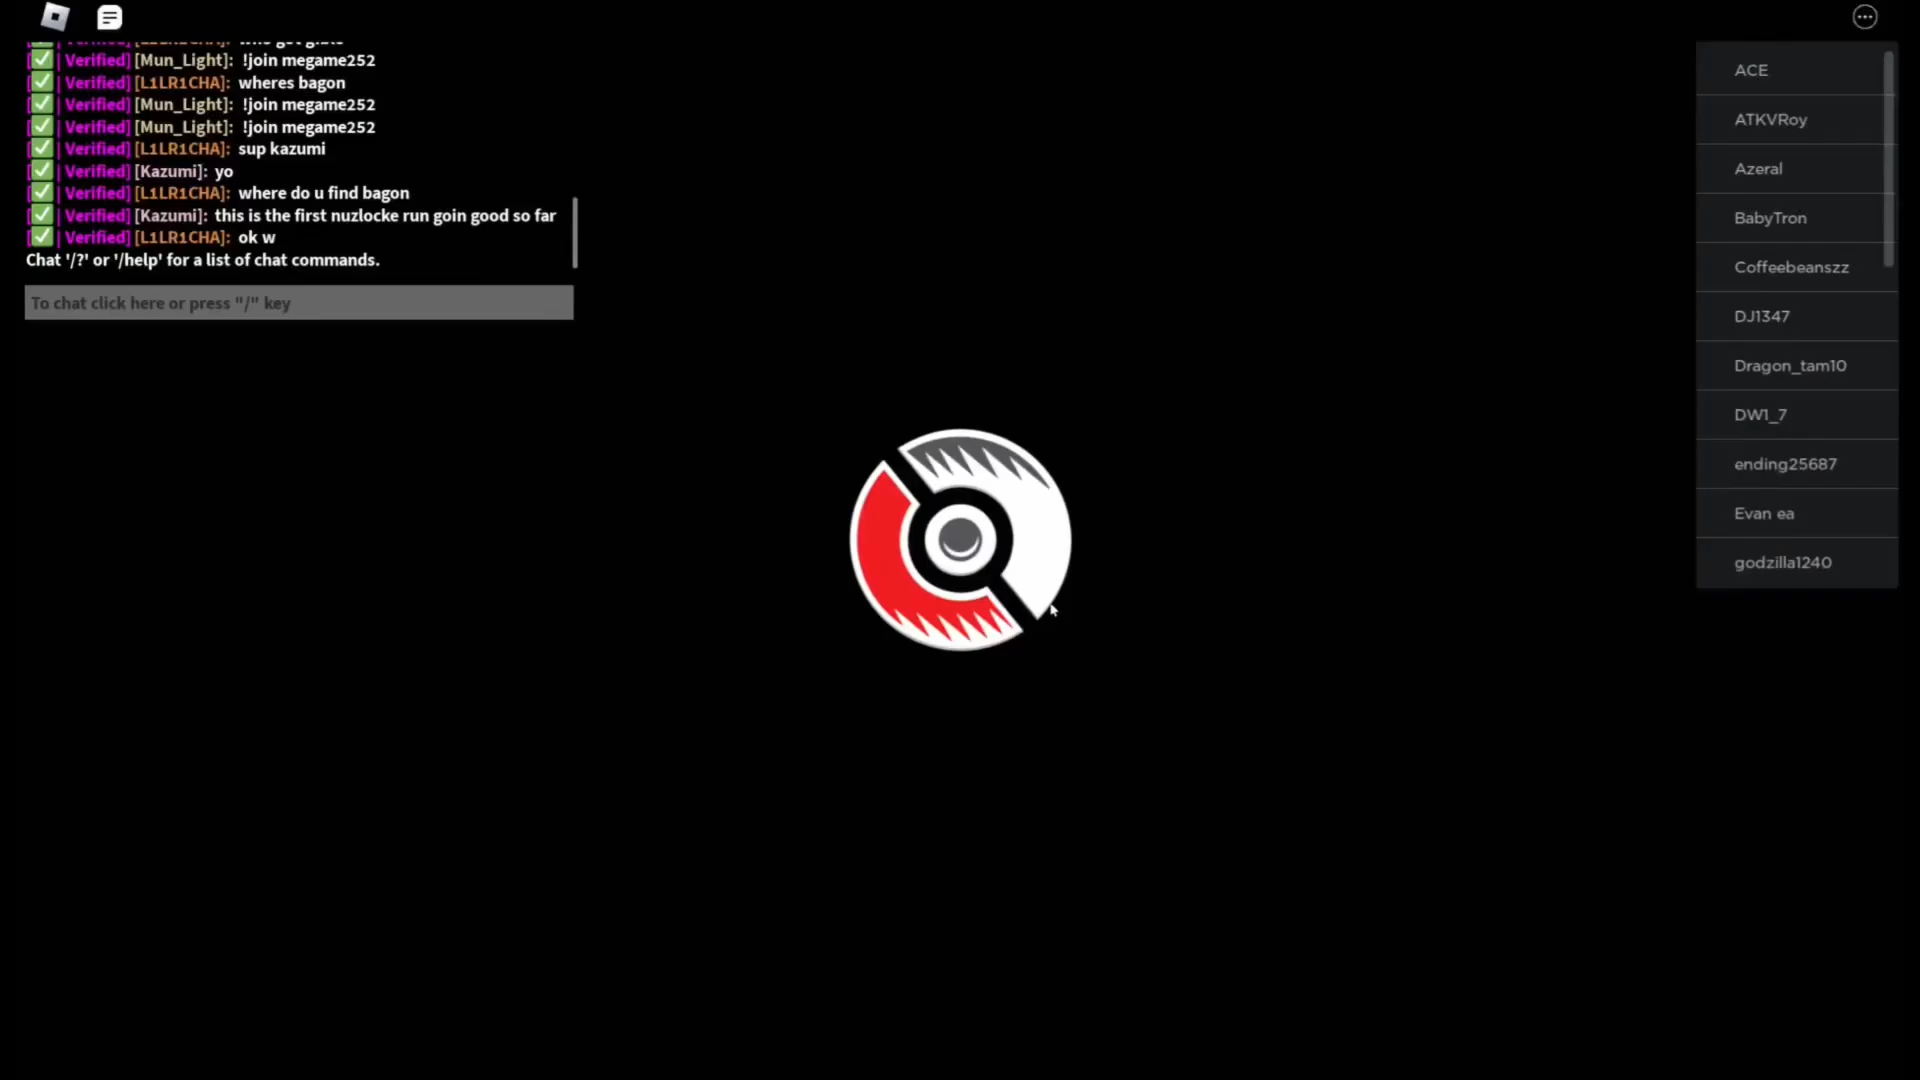 ✅ | Verified] [Mun_Light]: !join megame252
[✅ | Verified] [L1LR1CHA]: wheres bagon
[✅ | Verified] [Mun_Light]: !join megame252
[✅ | Verified] [Mun_Light]: !join megame252
[✅ | Verified] [L1LR1CHA]: sup kazumi
[✅ | Verified] [Kazumi]: yo
[✅ | Verified] [L1LR1CHA]: where do u find bagon
[✅ | Verified] [Kazumi]: this is the first nuzlocke run goin good so far
[✅ | Verified] [L1LR1CHA]: ok w
Chat '/?' or '/help' for a list of chat commands.
To chat click here or press "/" key
ACE
ATKVRoy
Azeral
BabyTron
Coffeebeanszz
DJ1347
Dragon_tam10
DW1_7
ending25687
Evan ea
godzilla1240